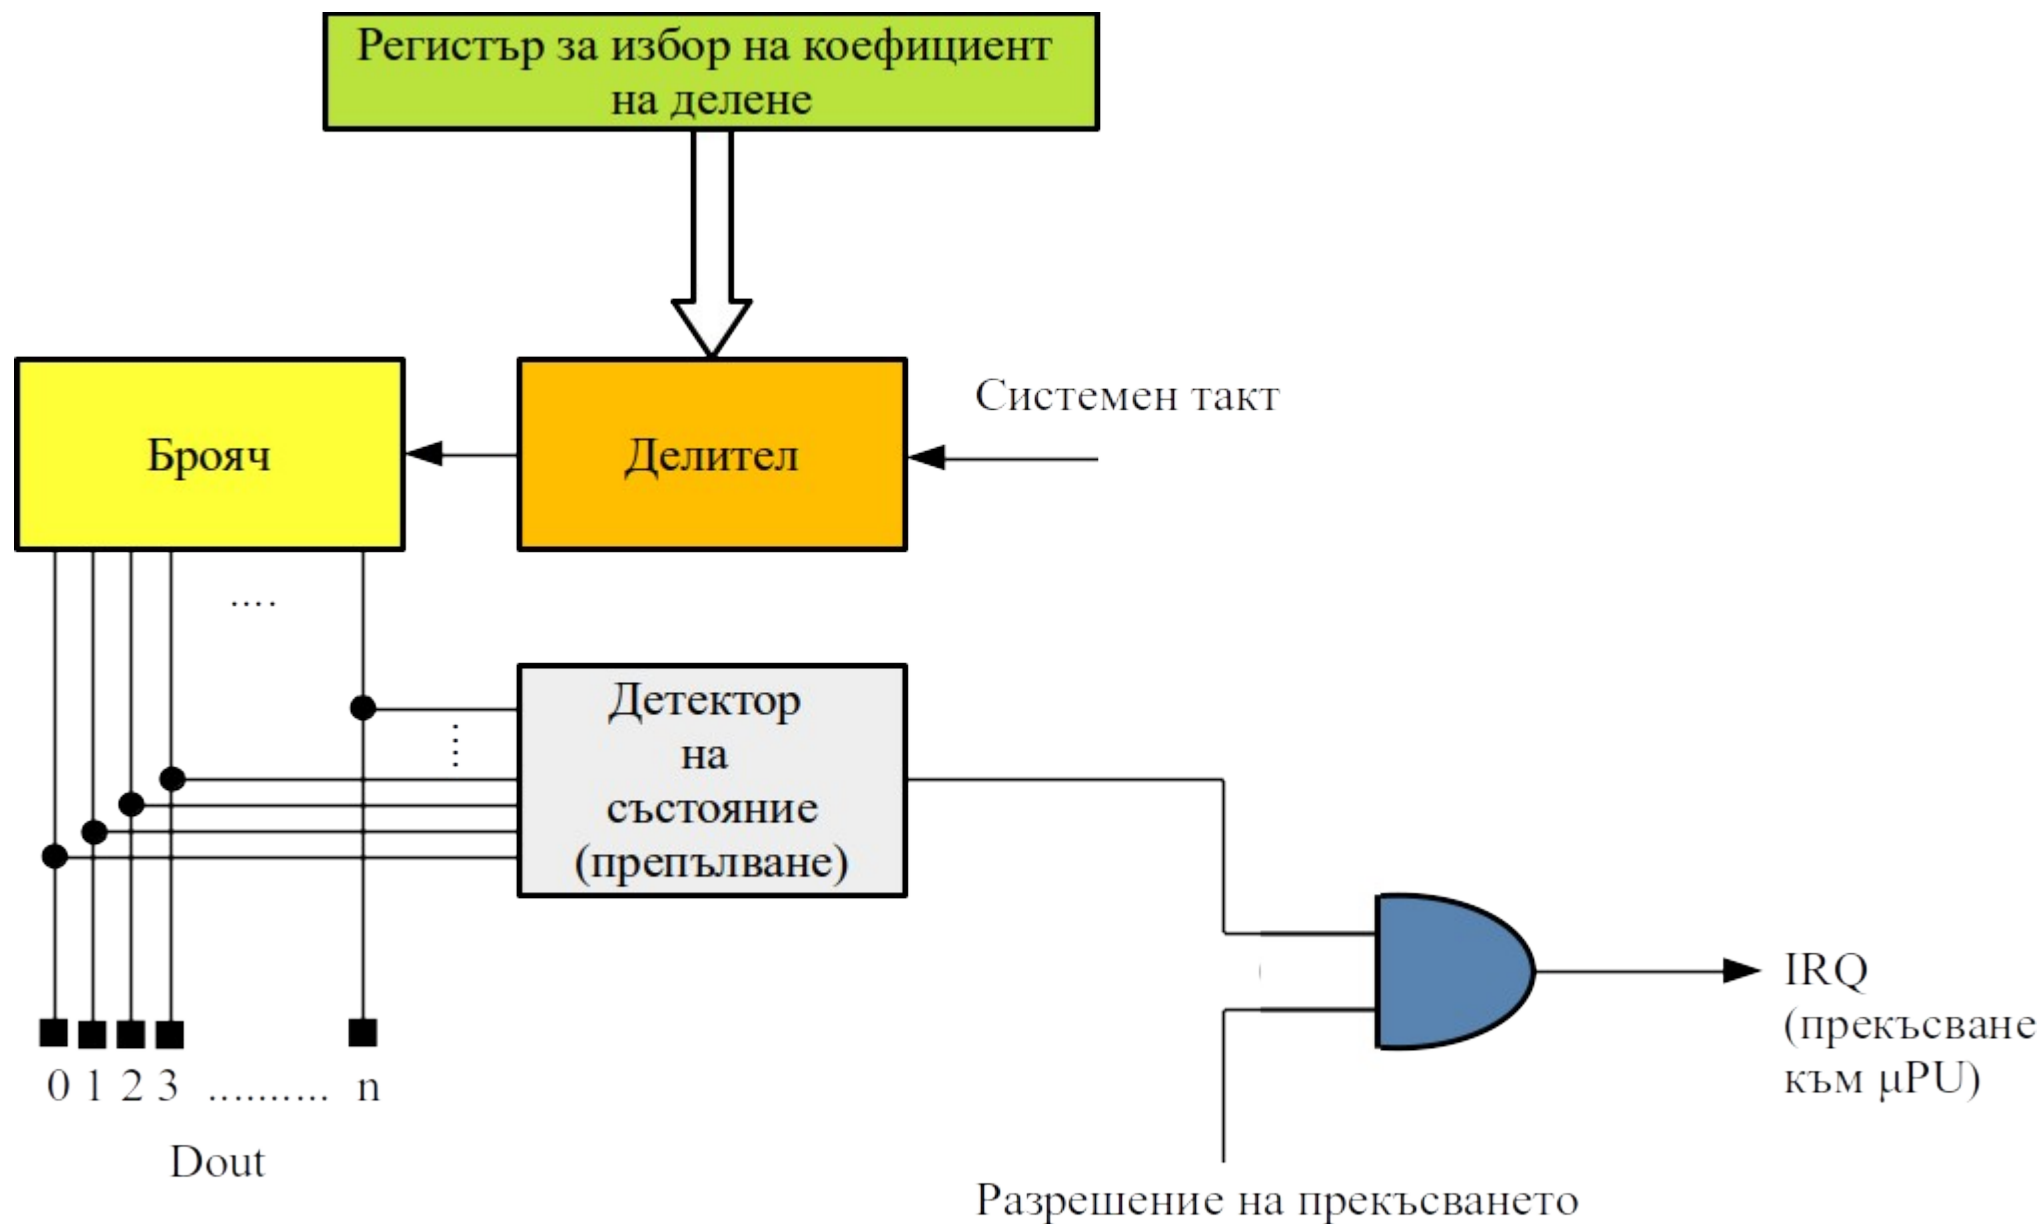 Регистър за избор на коефициент
на делене
Системен такт
Брояч
Делител
....
Детектор
на
състояние
(препълване)
IRQ
(прекъсване
към μPU)
0 1 2 3 .......... n
Dout
Разрешение на прекъсването